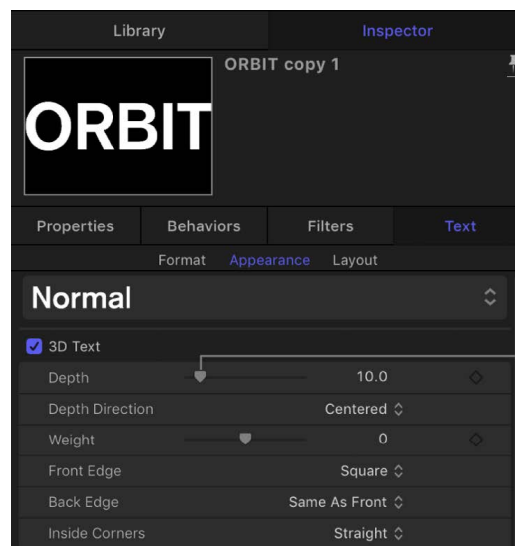 Library Inspector
ORBIT copy 1
ORBIT
Properties Behaviors Filters Text
Format Appearance Layout
Normal
3D Text
Depth 10.0
Depth Direction Centered
Weight 0
Front Edge Square
Back Edge Same As Front
Inside Corners Straight